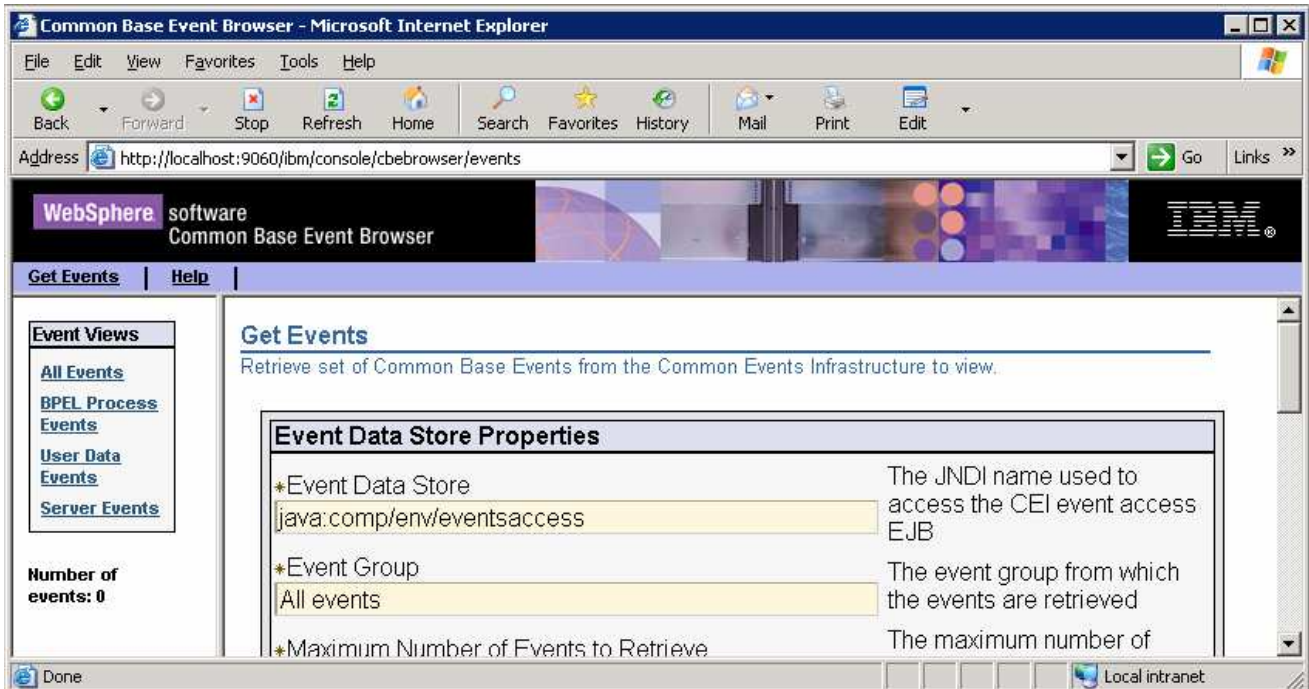 Common Base Event Browser - Microsoft Internet Explorer
File Edit View Favorites Tools Help
Back Forward Stop Refresh Home Search Favorites History Mail Print Edit
Address http://localhost:9060/ibm/console/cbebrowser/events Go Links »
WebSphere software
Common Base Event Browser
IBM®
Get Events | Help |
Event Views
All Events
BPEL Process
Events
User Data
Events
Server Events
Number of
events: 0
Get Events
Retrieve set of Common Base Events from the Common Events Infrastructure to view.
Event Data Store Properties
*Event Data Store
java:comp/env/eventsaccess
The JNDI name used to
access the CEI event access
EJB
*Event Group
All events
The event group from which
the events are retrieved
*Maximum Number of Events to Retrieve
The maximum number of
Done
Local intranet